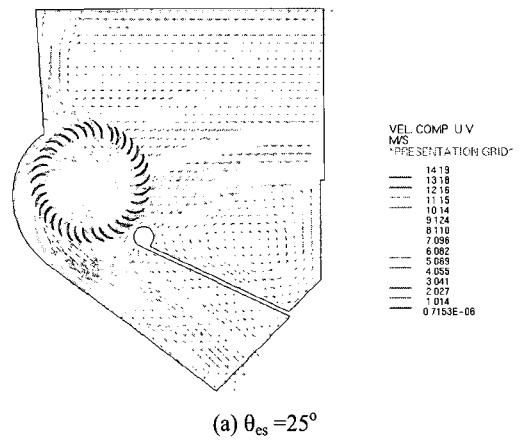 VEL. COMP U V
M/S
"PRESENTATION GRID"
14.19
13.18
12.16
11.15
10.14
9.124
8.110
7.096
6.082
5.069
4.055
3.041
2.027
1.014
0.7153E-06
(a) θes =25°